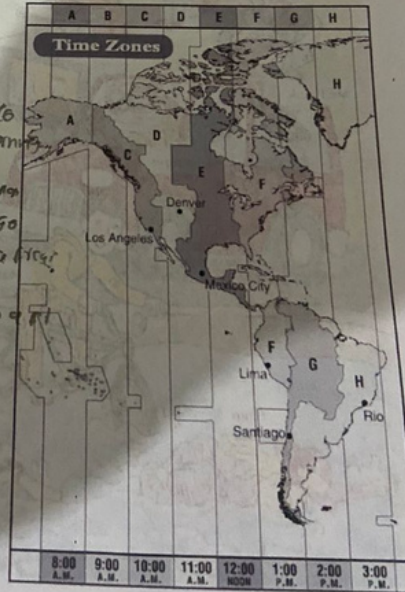 A B C D E F G H
Time Zones
H
A
D
C
E
F
Denver
Los Angeles
Mexico City
F
G
Lima
H
Rio
Santiago
8:00 9:00 10:00 11:00 12:00 1:00 2:00 3:00
A.M. A.M. A.M. A.M. NOON P.M. P.M. P.M.